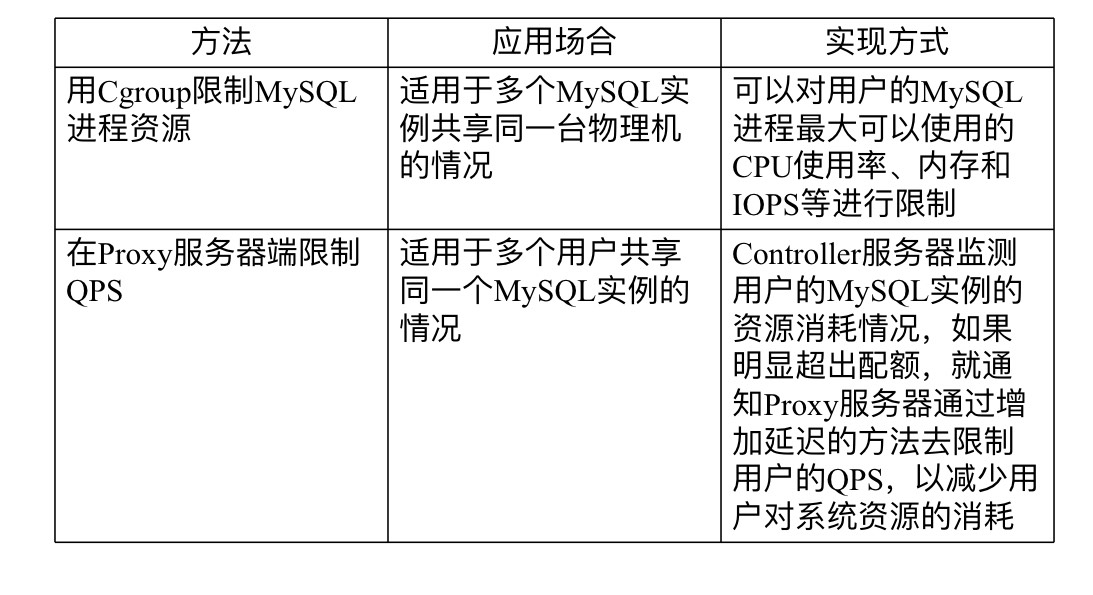 方法
应用场合
实现方式
用Cgroup限制MySQL
进程资源
适用于多个MySQL实
例共享同一台物理机
的情况
可以对用户的MySQL
进程最大可以使用的
CPU使用率、内存和
IOPS等进行限制
在Proxy服务器端限制
QPS
适用于多个用户共享
同一个MySQL实例的
情况
Controller服务器监测
用户的MySQL实例的
资源消耗情况，如果
明显超出配额，就通
知Proxy服务器通过增
加延迟的方法去限制
用户的QPS，以减少用
户对系统资源的消耗